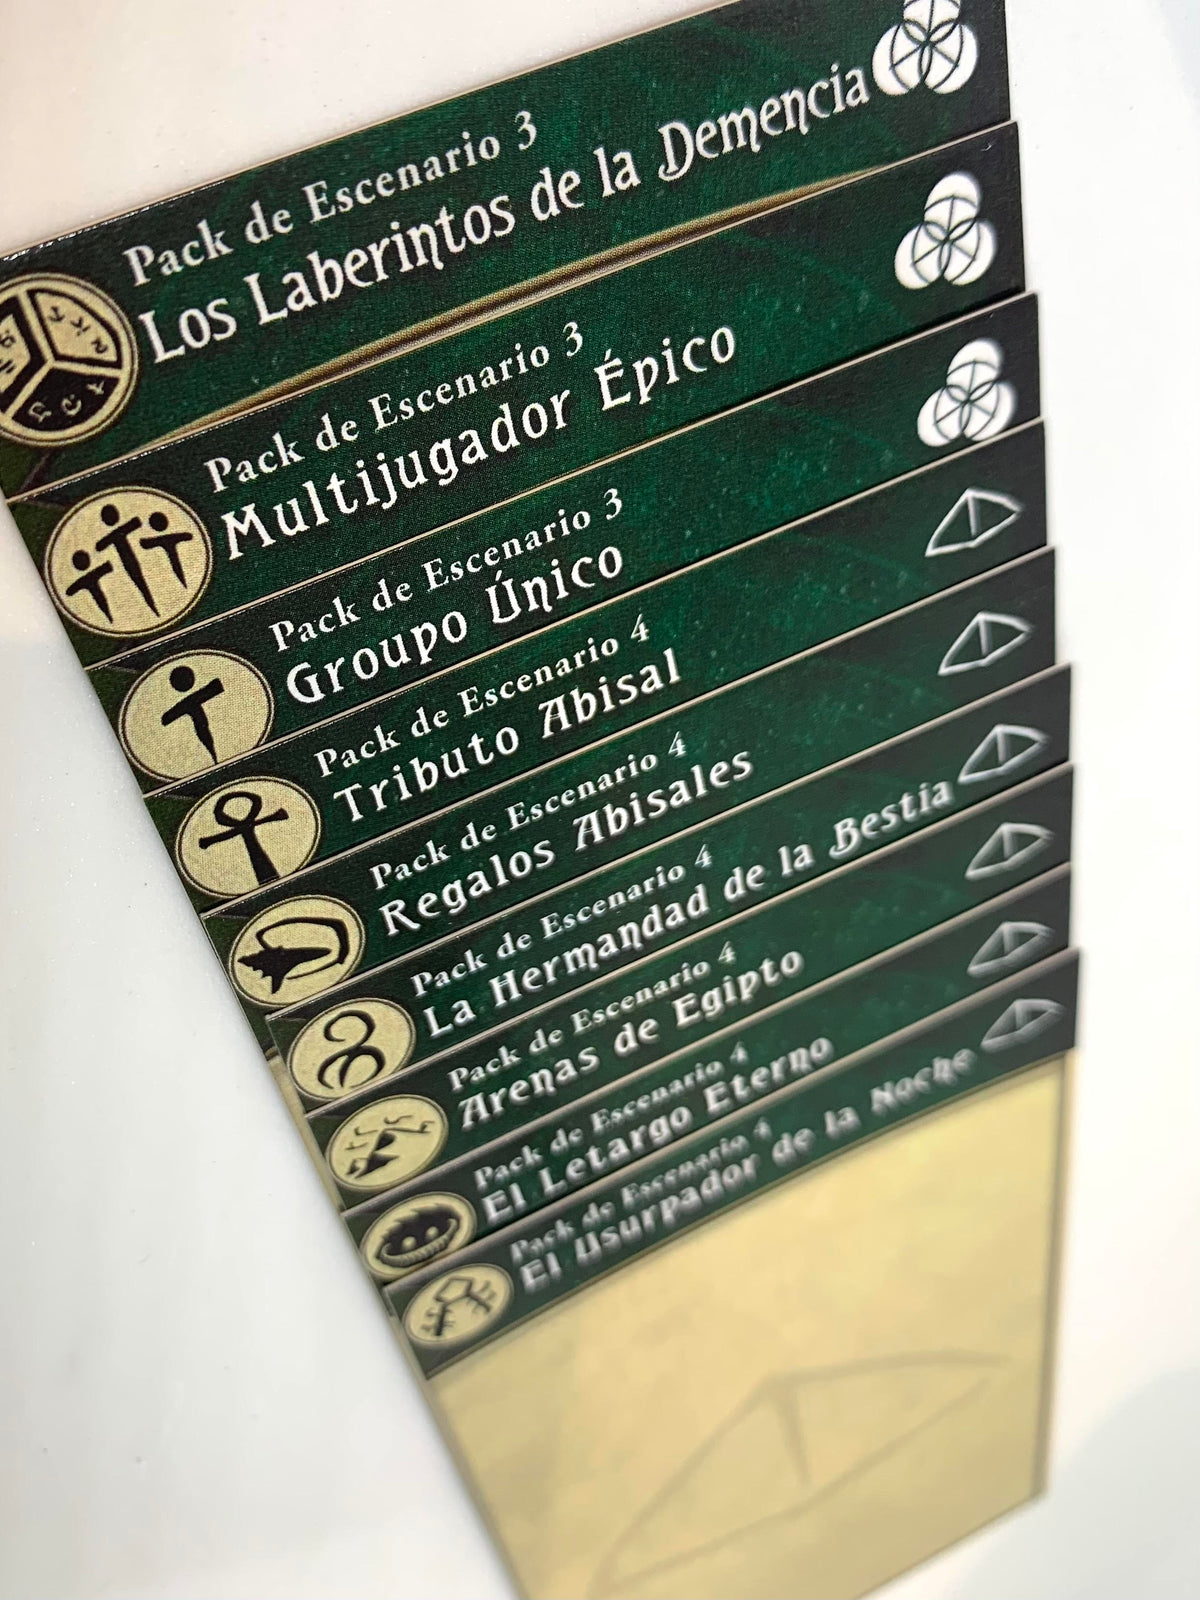 Pack de Escenario 3
Los Laberintos de la Demencia
Pack de Escenario 3
Multijugador Épico
Pack de Escenario 3
Groupo Único
Pack de Escenario 4
Tributo Abisal
Pack de Escenario 4
Regalos Abisales
Pack de Escenario 4
La Hermandad de la Bestia
Pack de Escenario 4
Arenas de Egipto
Pack de Escenario 4
El Letargo Eterno
Pack de Escenario 4
El Usurpador de la Noche